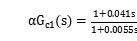 αG_c1(s) = (1+0.041s)/(1+0.0055s)